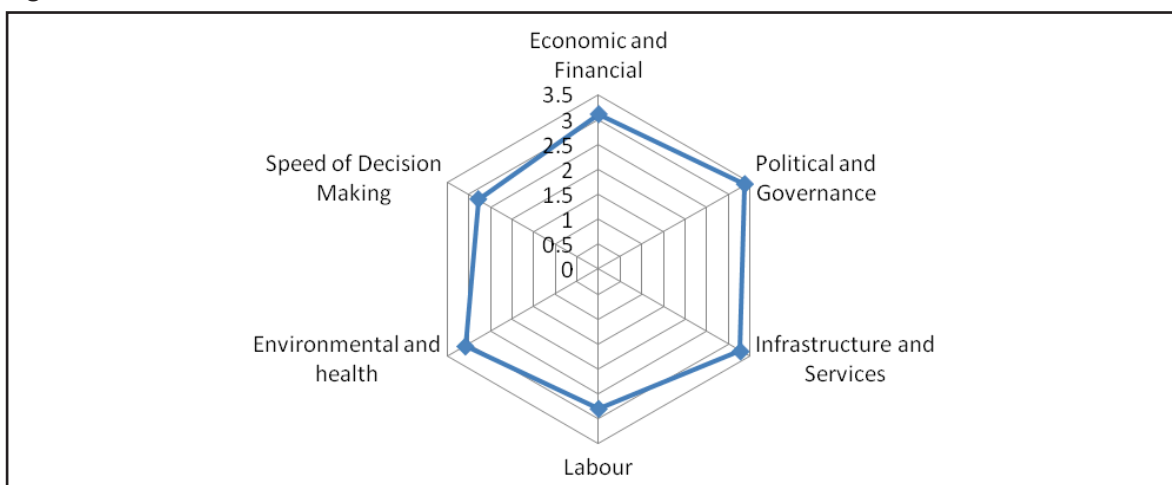 Economic and
Financial
3.5
3
2.5
2
1.5
1
0.5
0
Political and
Governance
Infrastructure and
Services
Labour
Environmental and
health
Speed of Decision
Making